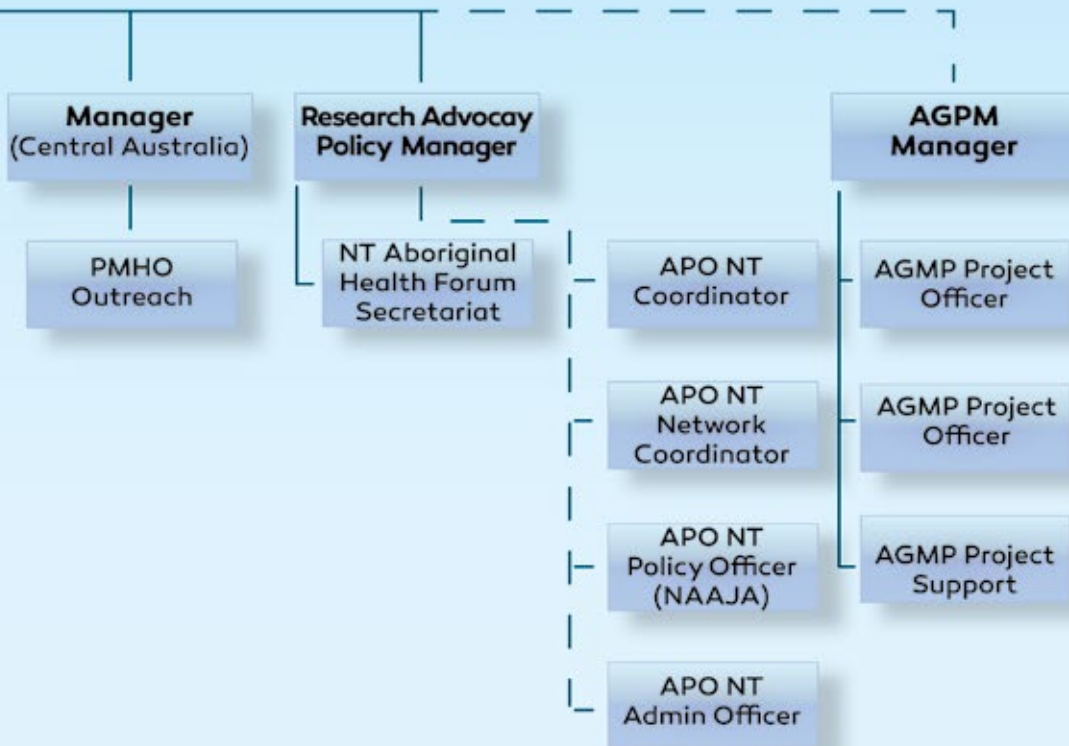 Manager
(Central Australia)
Research Advocay
Policy Manager
AGPM
Manager
PMHO
Outreach
NT Aboriginal
Health Forum
Secretariat
APO NT
Coordinator
AGMP Project
Officer
APO NT
Network
Coordinator
AGMP Project
Officer
APO NT
Policy Officer
(NAAJA)
AGMP Project
Support
APO NT
Admin Officer